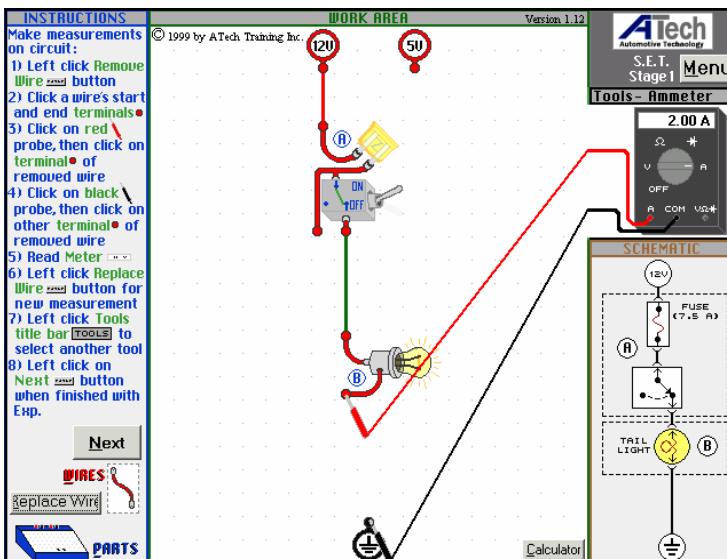 INSTRUCTIONS
Make measurements
on circuit:
1) Left click Remove
Wire button
2) Click a wire's start
and end terminals
3) Click on red
probe, then click on
terminal of
removed wire
4) Click on black
probe, then click on
other terminal of
removed wire
5) Read Meter
6) Left click Replace
Wire button for
new measurement
7) Left click Tools
title bar TOOLS to
select another tool
8) Left click on
Next button
when finished with
Exp.
Next
WIRES
Replace Wire
PARTS
WORK AREA
Version 1.12
© 1999 by ATech Training Inc.
12V
5V
A
ON
OFF
B
Calculator
ATech
Automotive Technology
S.E.T.
Stage1
Menu
Tools- Ammeter
2.00 A
Ω
V
A
OFF
A COM VΩ
SCHEMATIC
12V
FUSE
(7.5 A)
A
TAIL
LIGHT
B